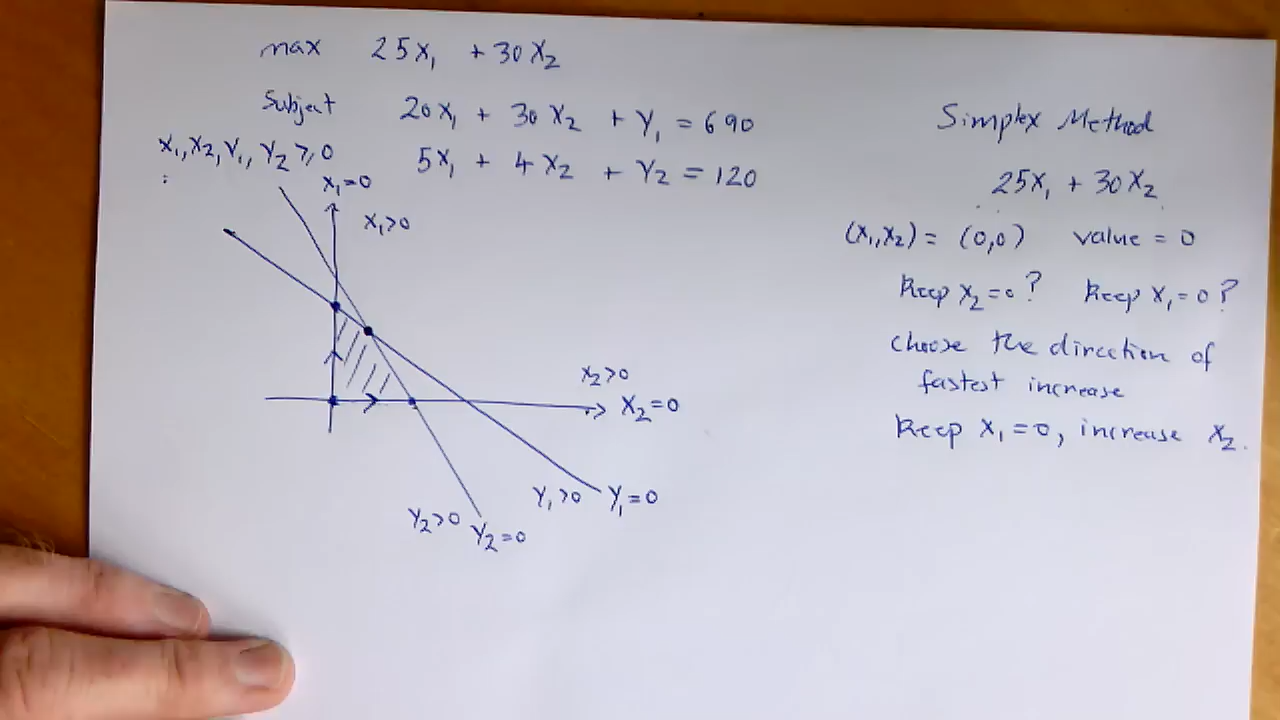 max 25x₁ + 30x₂
Subject 20x₁ + 30x₂ + y₁ = 690
x₁, x₂, y₁, y₂ ≥ 0
5x₁ + 4x₂ + y₂ = 120
x₁=0
x₁>0
x₂>0
x₂=0
y₁>0 y₁=0
y₂>0 y₂=0
Simplex Method
25x₁ + 30x₂
(x₁,x₂) = (0,0) value = 0
keep x₂=0? keep x₁=0?
choose the direction of
fastest increase
keep x₁=0, increase x₂.